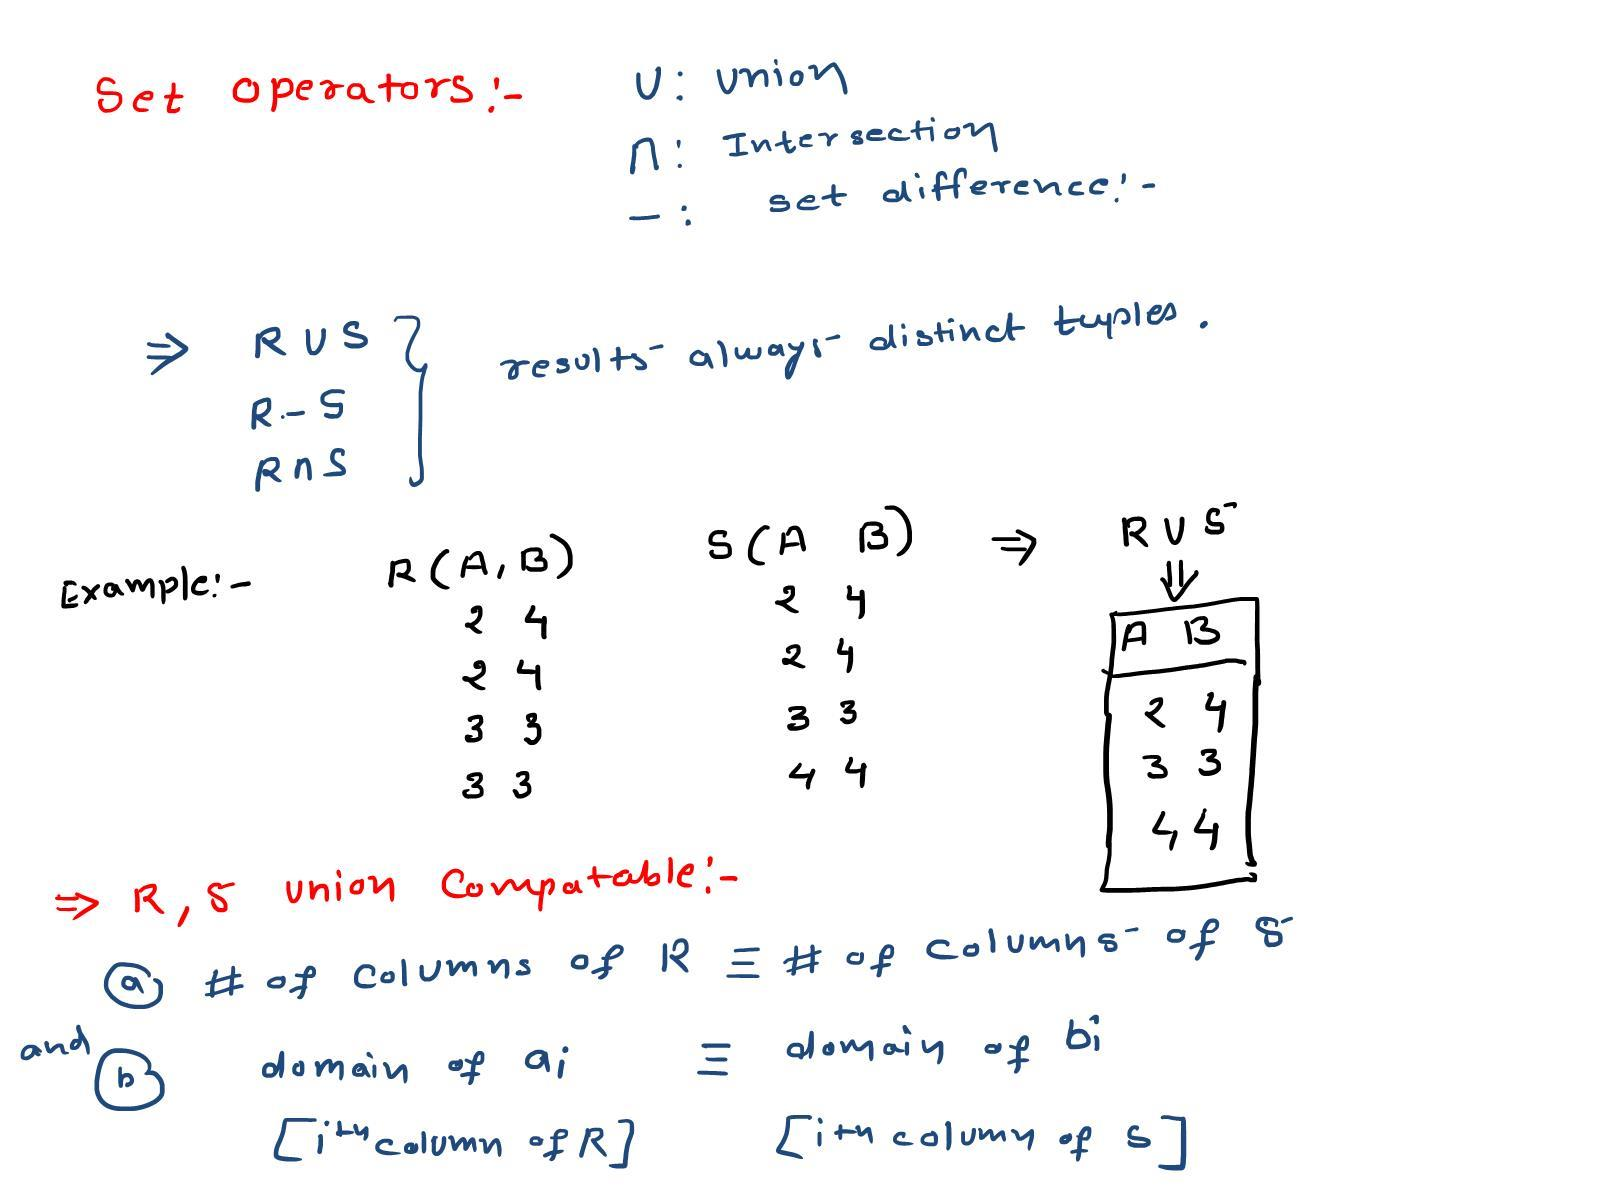 Set operators:-
∪: union
∩: Intersection
–: set difference:-
⇒ R ∪ S
R - S
R ∩ S
results always distinct tuples.
Example:-
R (A, B)
2 4
2 4
3 3
3 3
S (A B)
2 4
2 4
3 3
4 4
⇒ R ∪ S
⇓
A B
2 4
3 3
4 4
⇒ R, S union Compatable:-
a # of columns of R ≡ # of columns of S
and
b domain of ai ≡ domain of bi
[ith column of R] [ith column of S]